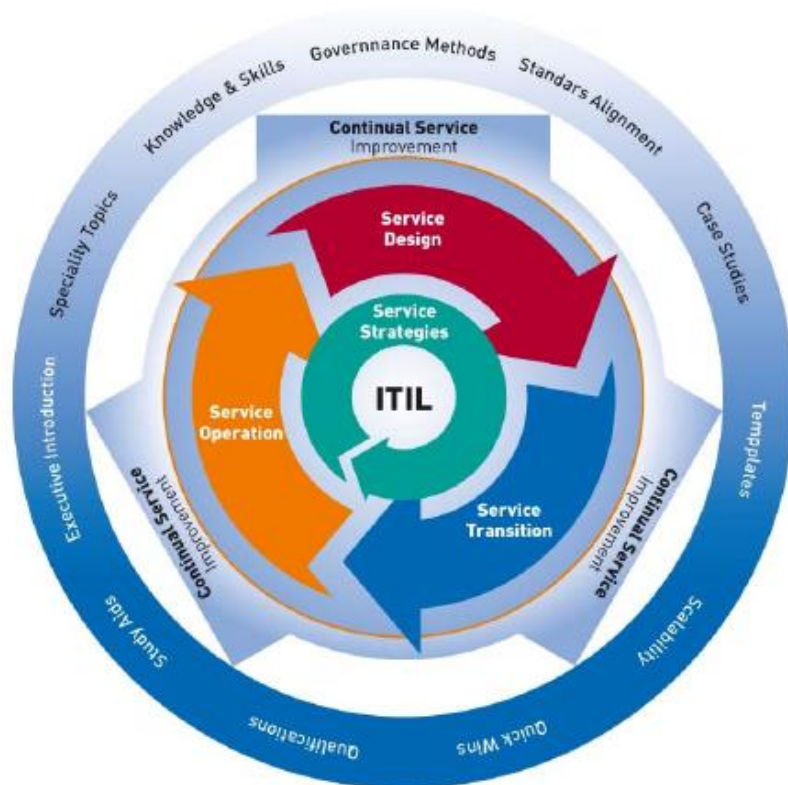 Governnance Methods
Standars Alignment
Case Studies
Tempplates
Scalability
Quick Wins
Qualifications
Study Aids
Executive Introduction
Speciality Topics
Knowledge & Skills
Continual Service
Improvement
Continual Service
Improvement
Continual Service
Improvement
Service
Design
Service
Strategies
ITIL
Service
Operation
Service
Transition